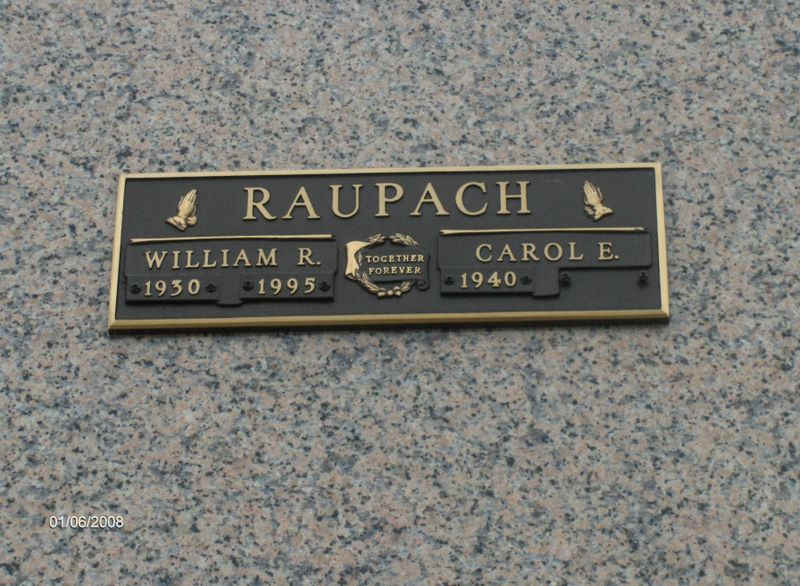 RAUPACH
WILLIAM R.
1930 1995
TOGETHER
FOREVER
CAROL E.
1940
01/06/2008